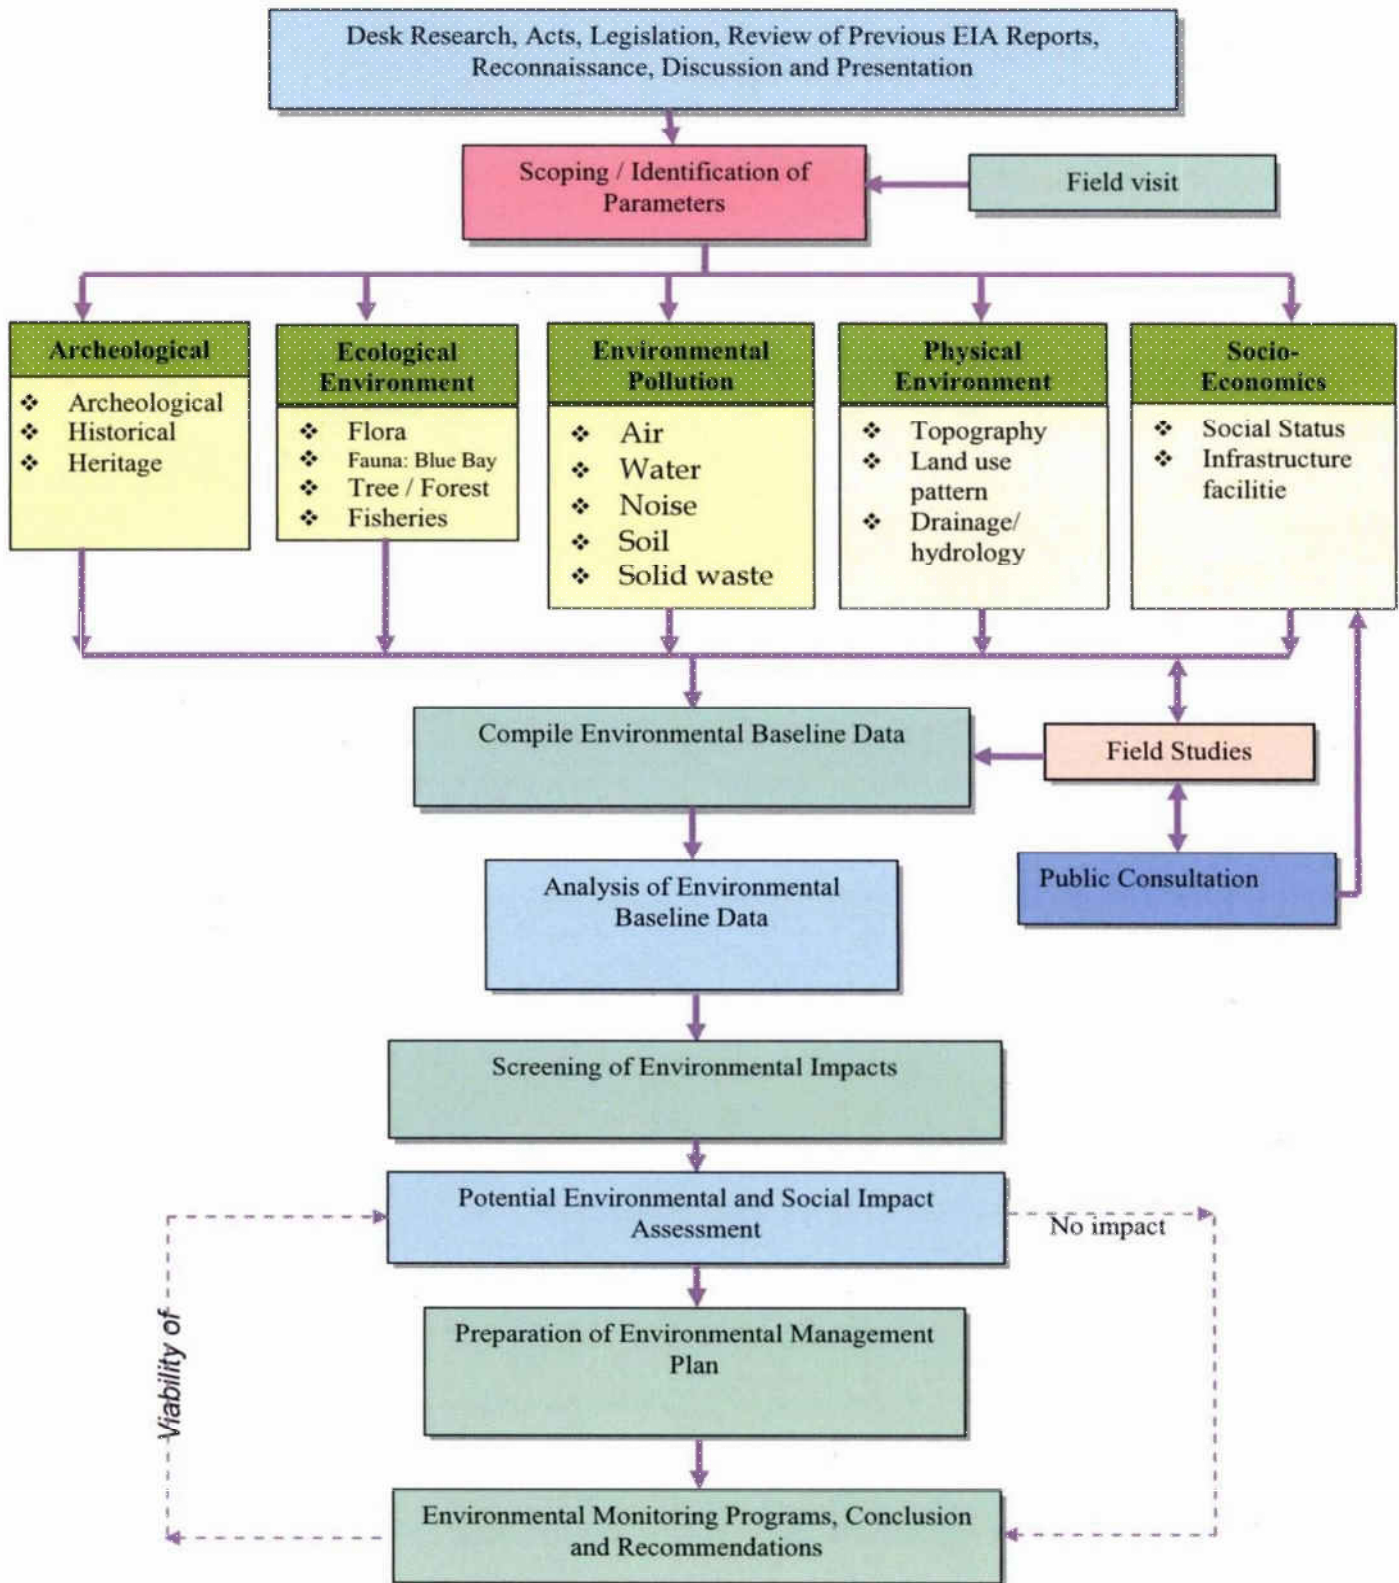 Desk Research, Acts, Legislation, Review of Previous EIA Reports,
Reconnaissance, Discussion and Presentation
Scoping / Identification of
Parameters
Field visit
Archeological
❖ Archeological
❖ Historical
❖ Heritage
Ecological
Environment
❖ Flora
❖ Fauna: Blue Bay
❖ Tree / Forest
❖ Fisheries
Environmental
Pollution
❖ Air
❖ Water
❖ Noise
❖ Soil
❖ Solid waste
Physical
Environment
❖ Topography
❖ Land use
pattern
❖ Drainage/
hydrology
Socio-
Economics
❖ Social Status
❖ Infrastructure
facilitie
Compile Environmental Baseline Data
Field Studies
Analysis of Environmental
Baseline Data
Public Consultation
Screening of Environmental Impacts
Potential Environmental and Social Impact
Assessment
No impact
Viability of
Preparation of Environmental Management
Plan
Environmental Monitoring Programs, Conclusion
and Recommendations